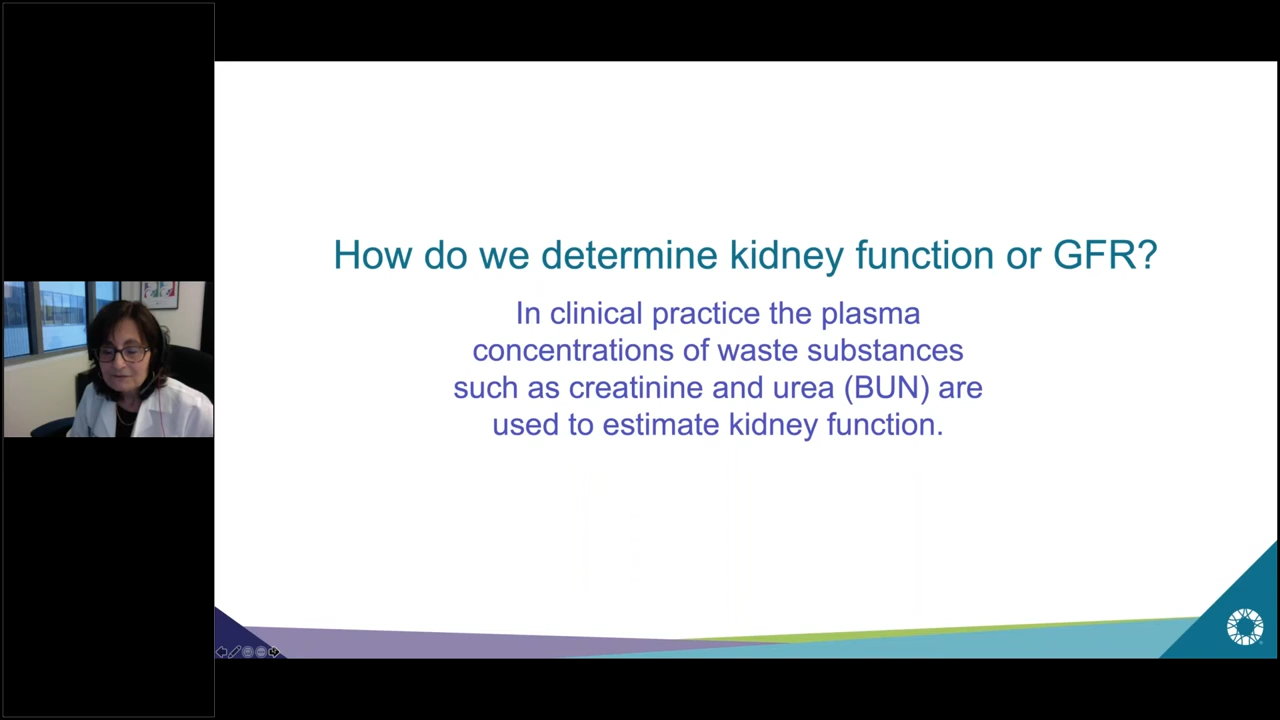 How do we determine kidney function or GFR?
In clinical practice the plasma
concentrations of waste substances
such as creatinine and urea (BUN) are
used to estimate kidney function.